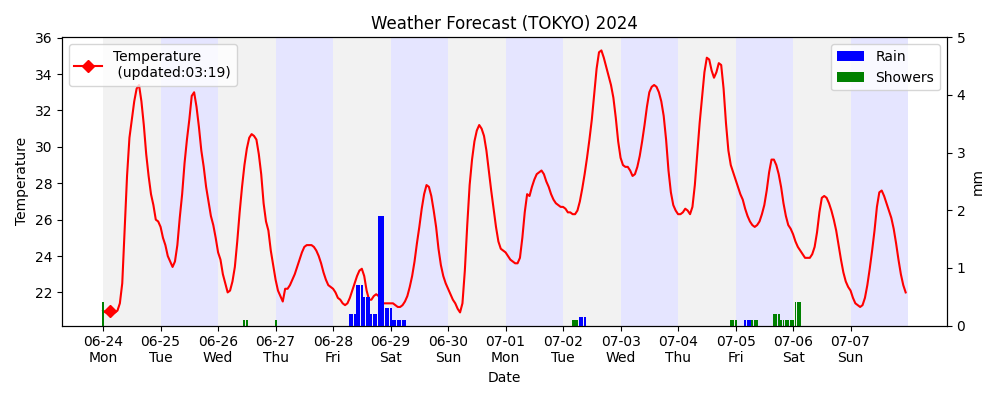 Weather Forecast (TOKYO) 2024
Temperature
(updated:03:19)
Rain
Showers
36
34
32
30
28
26
24
22
Temperature
5
4
3
2
1
0
mm
06-24 06-25 06-26 06-27 06-28 06-29 06-30 07-01 07-02 07-03 07-04 07-05 07-06 07-07
Mon Tue Wed Thu Fri Sat Sun Mon Tue Wed Thu Fri Sat Sun
Date